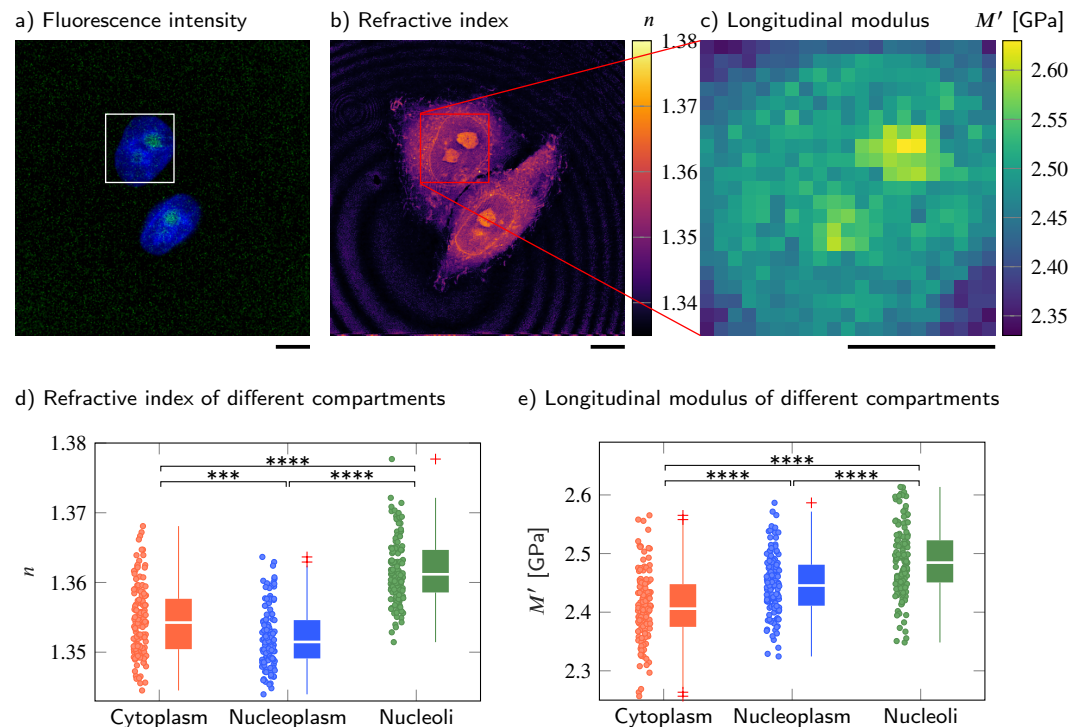 a) Fluorescence intensity
b) Refractive index
n
c) Longitudinal modulus
M′ [GPa]
1.38
1.37
1.36
1.35
1.34
2.60
2.55
2.50
2.45
2.40
2.35
d) Refractive index of different compartments
n
1.38
1.37
1.36
1.35
****
***
****
Cytoplasm
Nucleoplasm
Nucleoli
e) Longitudinal modulus of different compartments
M′ [GPa]
2.6
2.5
2.4
2.3
****
****
****
Cytoplasm
Nucleoplasm
Nucleoli